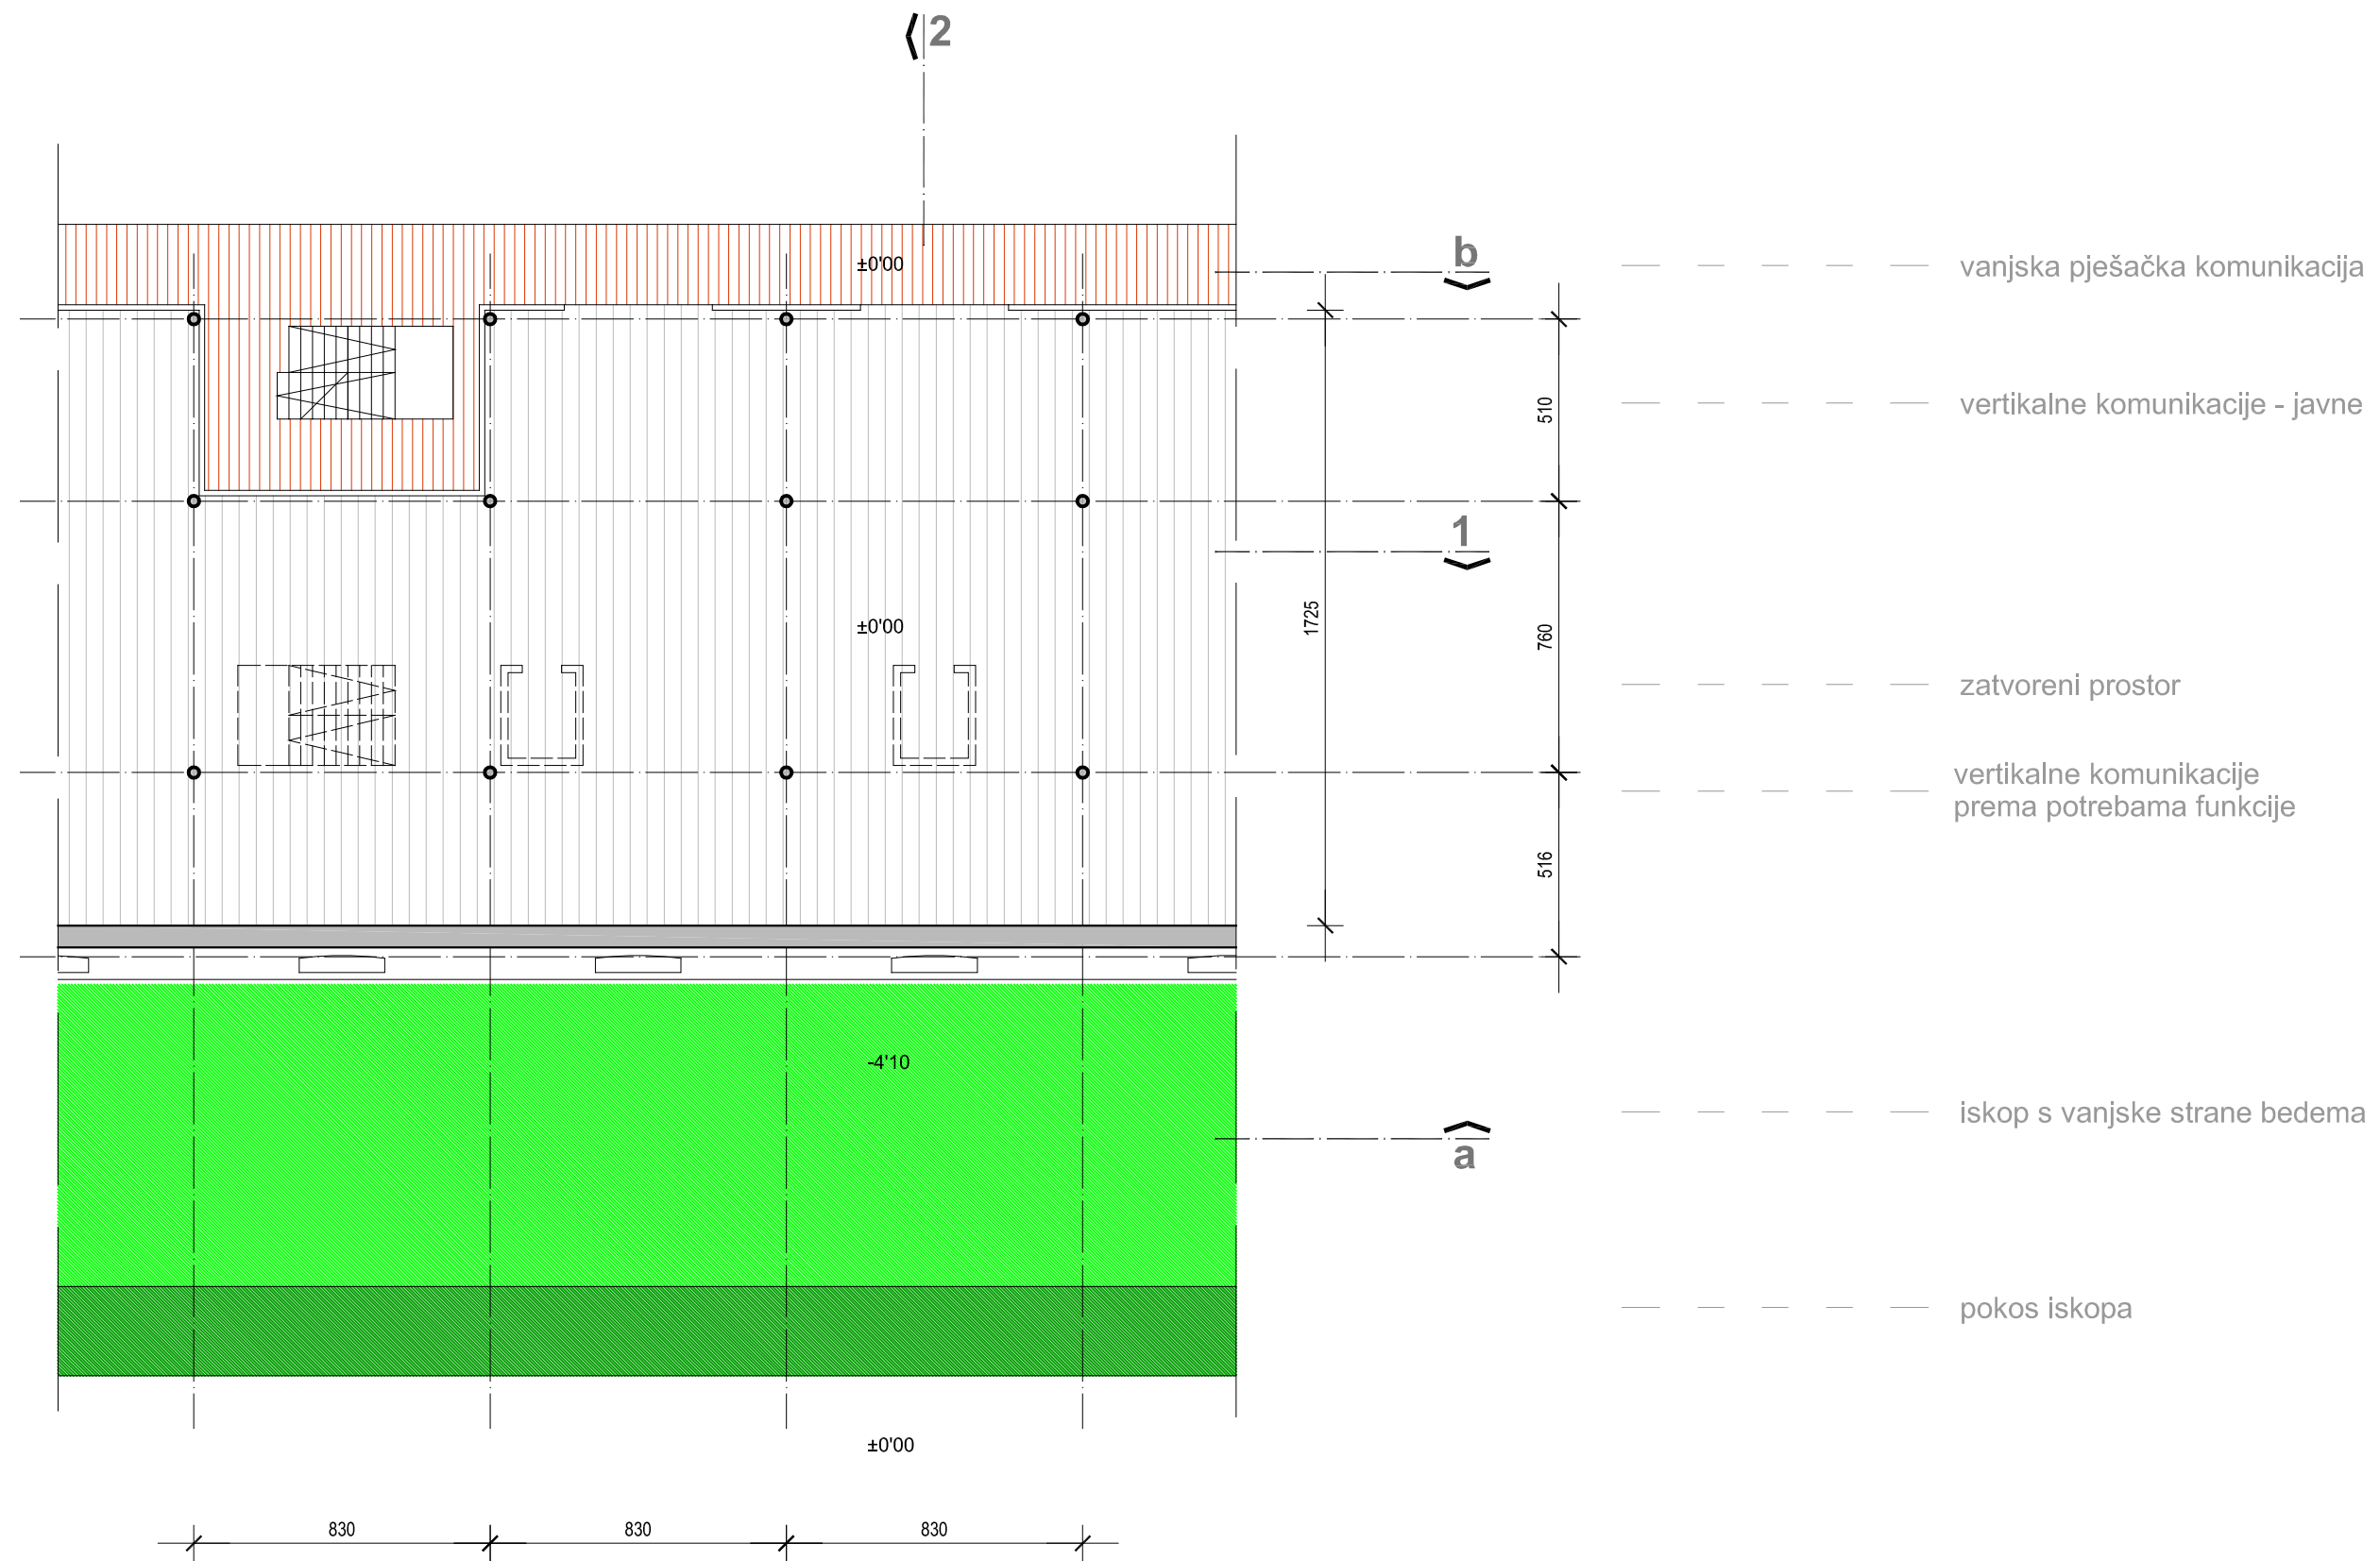 2
b
±0'00
vanjska pješačka komunikacija
510
vertikalne komunikacije - javne
1
1725
±0'00
760
zatvoreni prostor
vertikalne komunikacije
prema potrebama funkcije
516
-4'10
a
iskop s vanjske strane bedema
pokos iskopa
±0'00
830
830
830